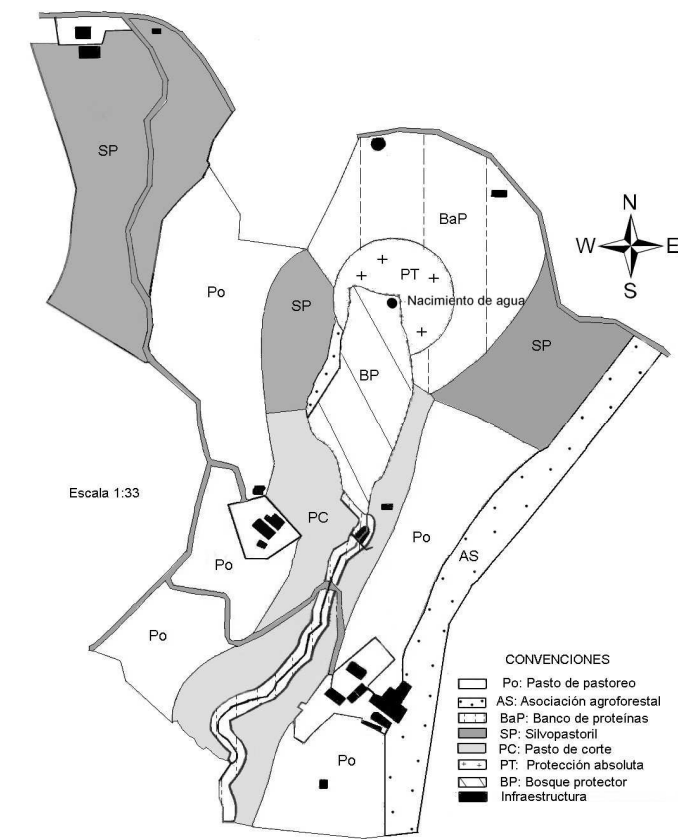 SP
BaP
N
W E
S
PT
Po
SP
Nacimiento de agua
SP
BP
Escala 1:33
PC
Po
AS
Po
Po
CONVENCIONES
Po: Pasto de pastoreo
AS: Asociación agroforestal
BaP: Banco de proteínas
SP: Silvopastoril
PC: Pasto de corte
PT: Protección absoluta
BP: Bosque protector
Infraestructura
Po